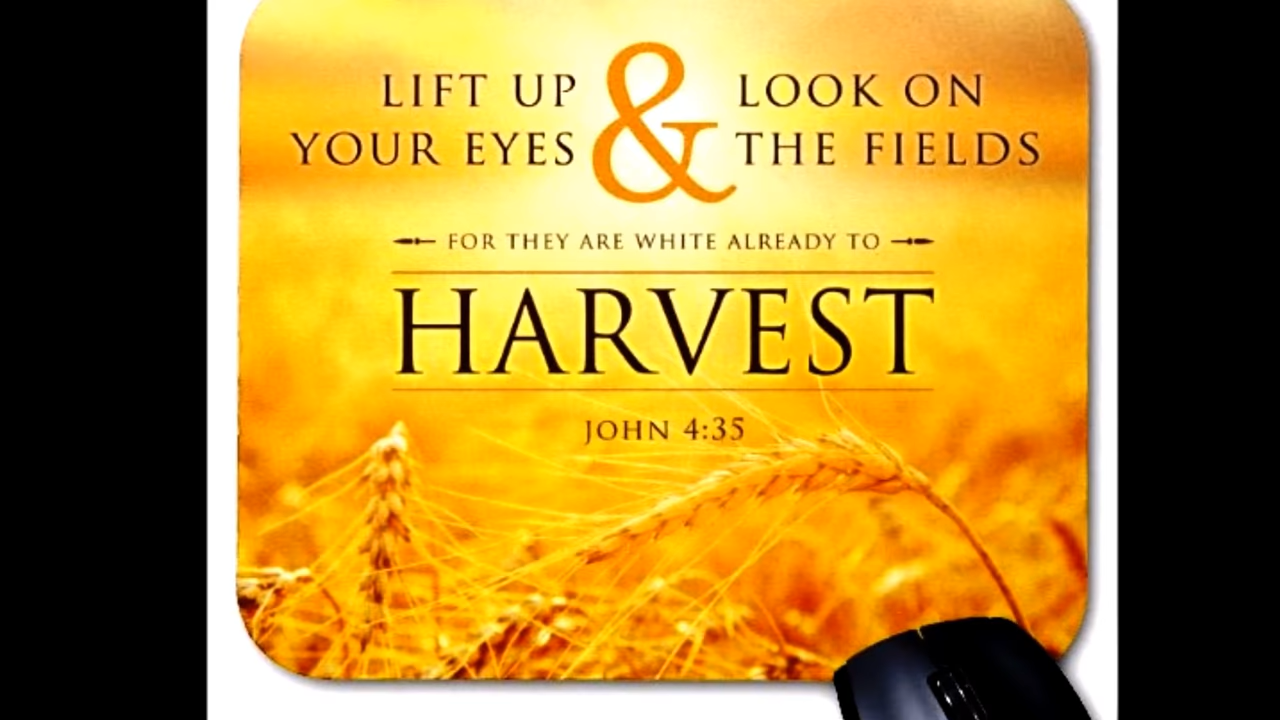 LIFT UP & LOOK ON
YOUR EYES THE FIELDS
FOR THEY ARE WHITE ALREADY TO
HARVEST
JOHN 4:35